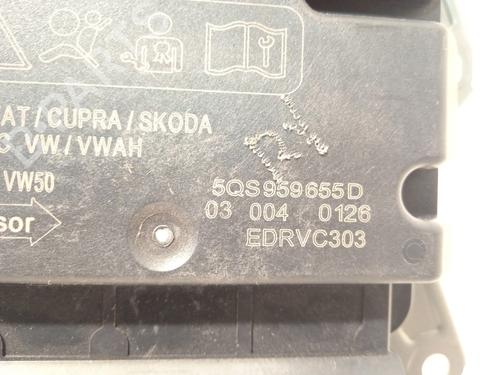 AT / CUPRA / SKODA
C VW / VWAH
VW50
sor
5QS959655D
03 004 0126
EDRVC303